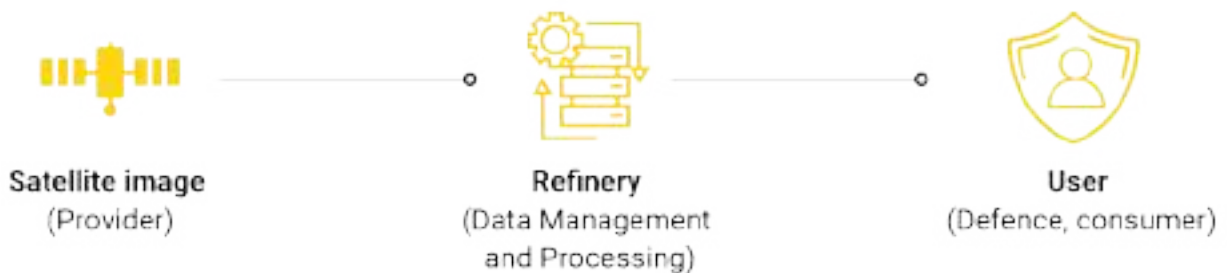 Satellite image
(Provider)
Refinery
(Data Management
and Processing)
User
(Defence, consumer)